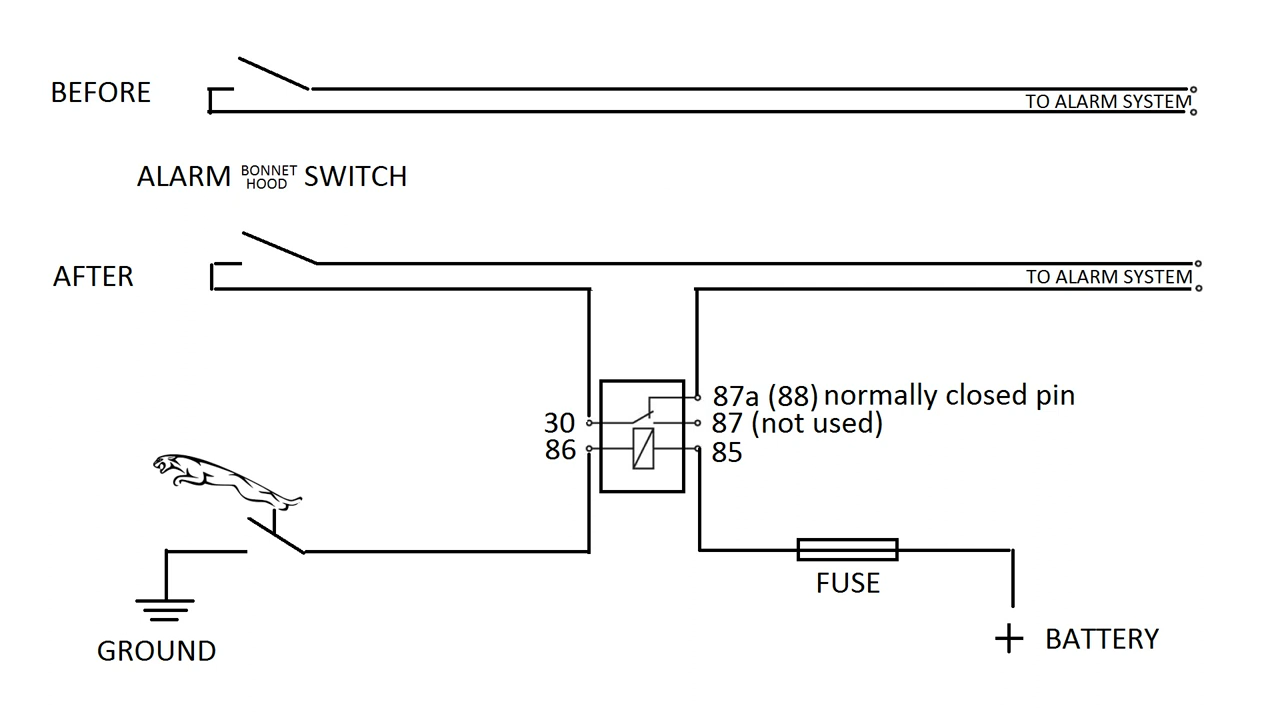 BEFORE
TO ALARM SYSTEM
ALARM BONNET HOOD SWITCH
AFTER
TO ALARM SYSTEM
87a (88) normally closed pin
30
87 (not used)
86
85
FUSE
GROUND
+ BATTERY